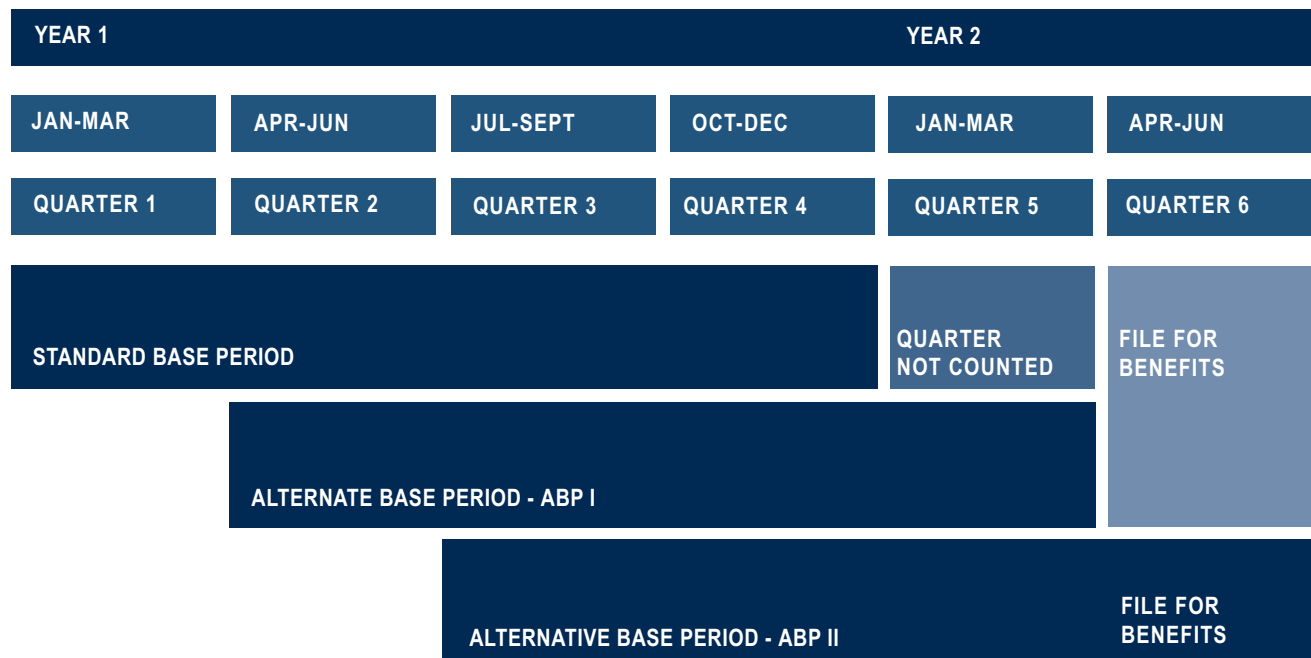 YEAR 1 YEAR 2
JAN-MAR APR-JUN JUL-SEPT OCT-DEC JAN-MAR APR-JUN
QUARTER 1 QUARTER 2 QUARTER 3 QUARTER 4 QUARTER 5 QUARTER 6
STANDARD BASE PERIOD
QUARTER
NOT COUNTED
FILE FOR
BENEFITS
ALTERNATE BASE PERIOD - ABP I
ALTERNATIVE BASE PERIOD - ABP II
FILE FOR
BENEFITS